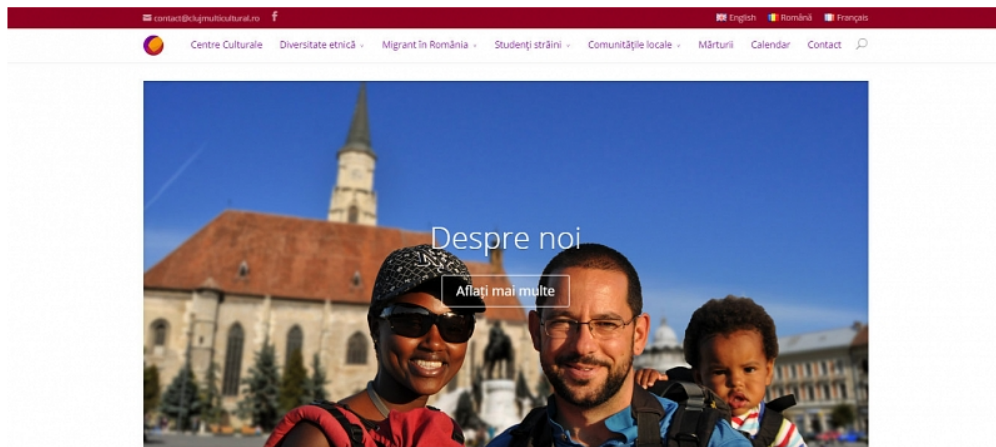 contact@clujmulticultural.ro f English Română Français
Centre Culturale Diversitate etnică Migrant în România Studenți străini Comunitățile locale Mărturii Calendar Contact
Despre noi
Aflați mai multe